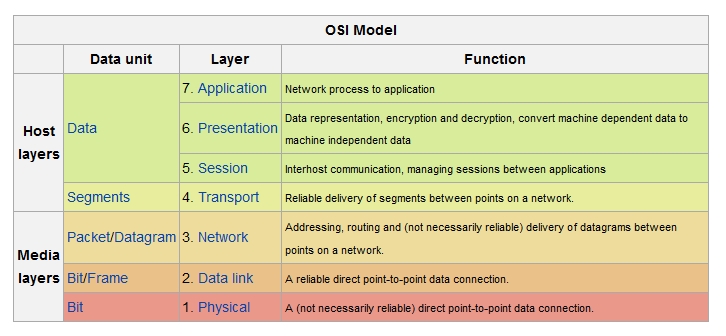 OSI Model
Data unit Layer Function
Host layers
Data
7. Application Network process to application
6. Presentation Data representation, encryption and decryption, convert machine dependent data to
machine independent data
5. Session Interhost communication, managing sessions between applications
Segments 4. Transport Reliable delivery of segments between points on a network.
Media layers
Packet/Datagram 3. Network Addressing, routing and (not necessarily reliable) delivery of datagrams between
points on a network.
Bit/Frame 2. Data link A reliable direct point-to-point data connection.
Bit 1. Physical A (not necessarily reliable) direct point-to-point data connection.